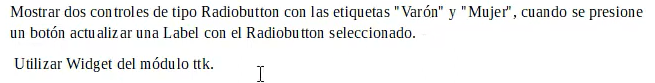 Mostrar dos controles de tipo Radiobutton con las etiquetas "Varón" y "Mujer", cuando se presione
un botón actualizar una Label con el Radiobutton seleccionado.
Utilizar Widget del módulo ttk.